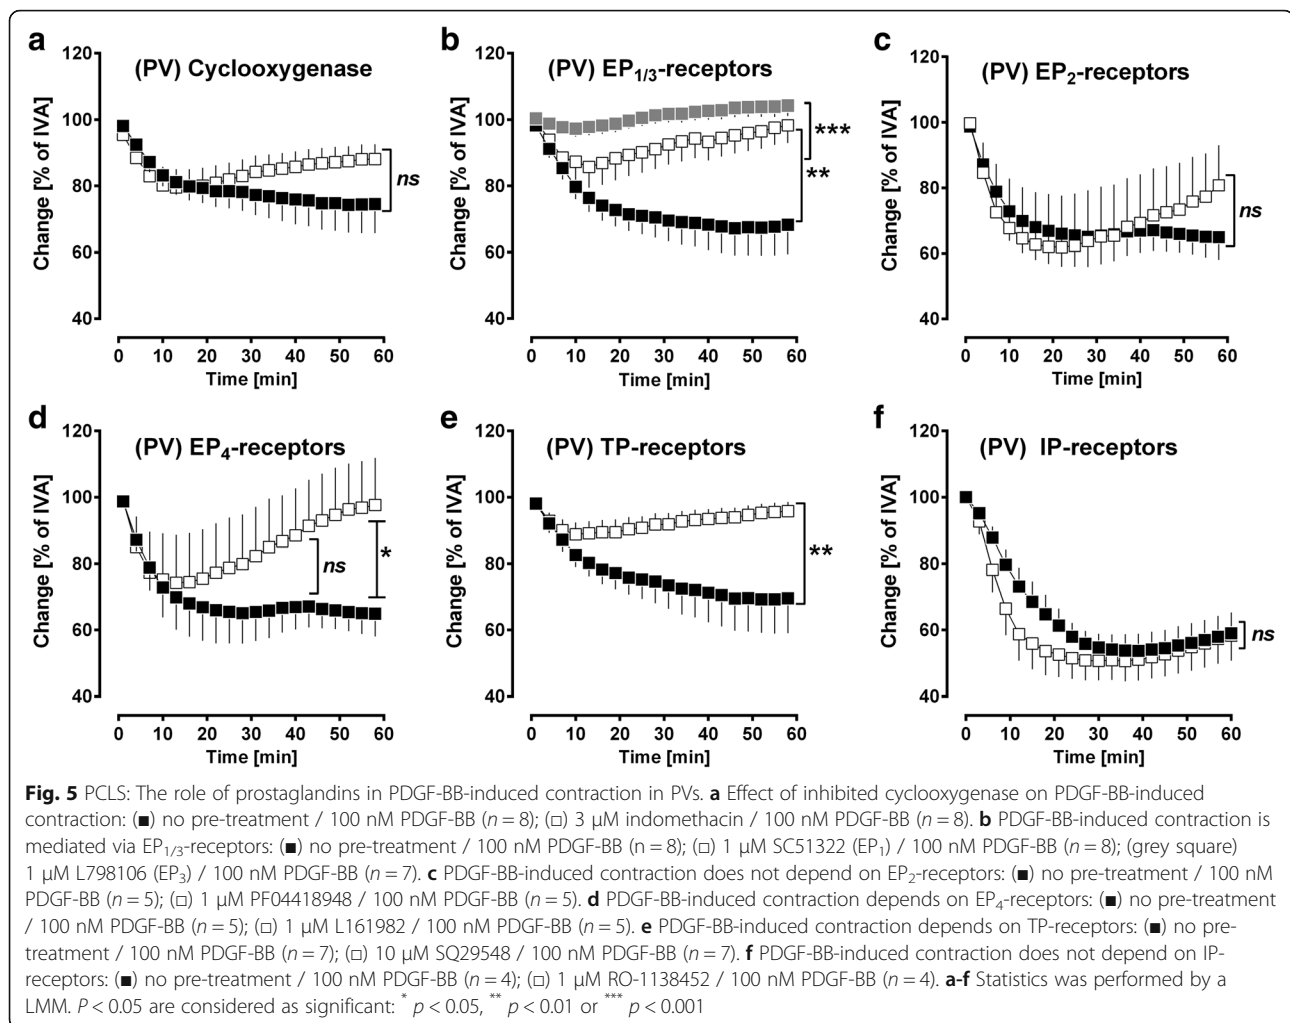 a
(PV) Cyclooxygenase
Change [% of IVA]
120
100
80
60
40
ns
0 10 20 30 40 50 60
Time [min]
b
(PV) EP1/3-receptors
Change [% of IVA]
120
100
80
60
40
***
**
0 10 20 30 40 50 60
Time [min]
c
(PV) EP2-receptors
Change [% of IVA]
120
100
80
60
40
ns
0 10 20 30 40 50 60
Time [min]
d
(PV) EP4-receptors
Change [% of IVA]
120
100
80
60
40
ns
*
0 10 20 30 40 50 60
Time [min]
e
(PV) TP-receptors
Change [% of IVA]
120
100
80
60
40
**
0 10 20 30 40 50 60
Time [min]
f
(PV) IP-receptors
Change [% of IVA]
120
100
80
60
40
ns
0 10 20 30 40 50 60
Time [min]
Fig. 5 PCLS: The role of prostaglandins in PDGF-BB-induced contraction in PVs. a Effect of inhibited cyclooxygenase on PDGF-BB-induced
contraction: (■) no pre-treatment / 100 nM PDGF-BB (n = 8); (□) 3 μM indomethacin / 100 nM PDGF-BB (n = 8). b PDGF-BB-induced contraction is
mediated via EP1/3-receptors: (■) no pre-treatment / 100 nM PDGF-BB (n = 8); (□) 1 μM SC51322 (EP1) / 100 nM PDGF-BB (n = 8); (grey square)
1 μM L798106 (EP3) / 100 nM PDGF-BB (n = 7). c PDGF-BB-induced contraction does not depend on EP2-receptors: (■) no pre-treatment / 100 nM
PDGF-BB (n = 5); (□) 1 μM PF04418948 / 100 nM PDGF-BB (n = 5). d PDGF-BB-induced contraction depends on EP4-receptors: (■) no pre-treatment
/ 100 nM PDGF-BB (n = 5); (□) 1 μM L161982 / 100 nM PDGF-BB (n = 5). e PDGF-BB-induced contraction depends on TP-receptors: (■) no pre-
treatment / 100 nM PDGF-BB (n = 7); (□) 10 μM SQ29548 / 100 nM PDGF-BB (n = 7). f PDGF-BB-induced contraction does not depend on IP-
receptors: (■) no pre-treatment / 100 nM PDGF-BB (n = 4); (□) 1 μM RO-1138452 / 100 nM PDGF-BB (n = 4). a-f Statistics was performed by a
LMM. P < 0.05 are considered as significant: * p < 0.05, ** p < 0.01 or *** p < 0.001